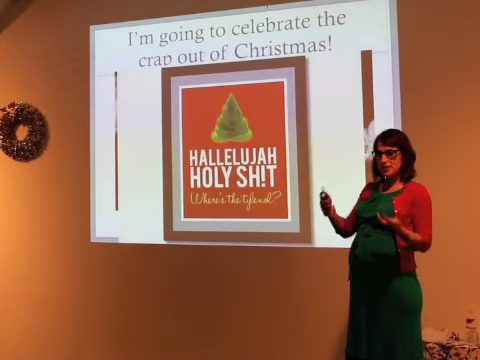 I'm going to celebrate the
crap out of Christmas!
HALLELUJAH
HOLY SH!T
Where's the tylenol?